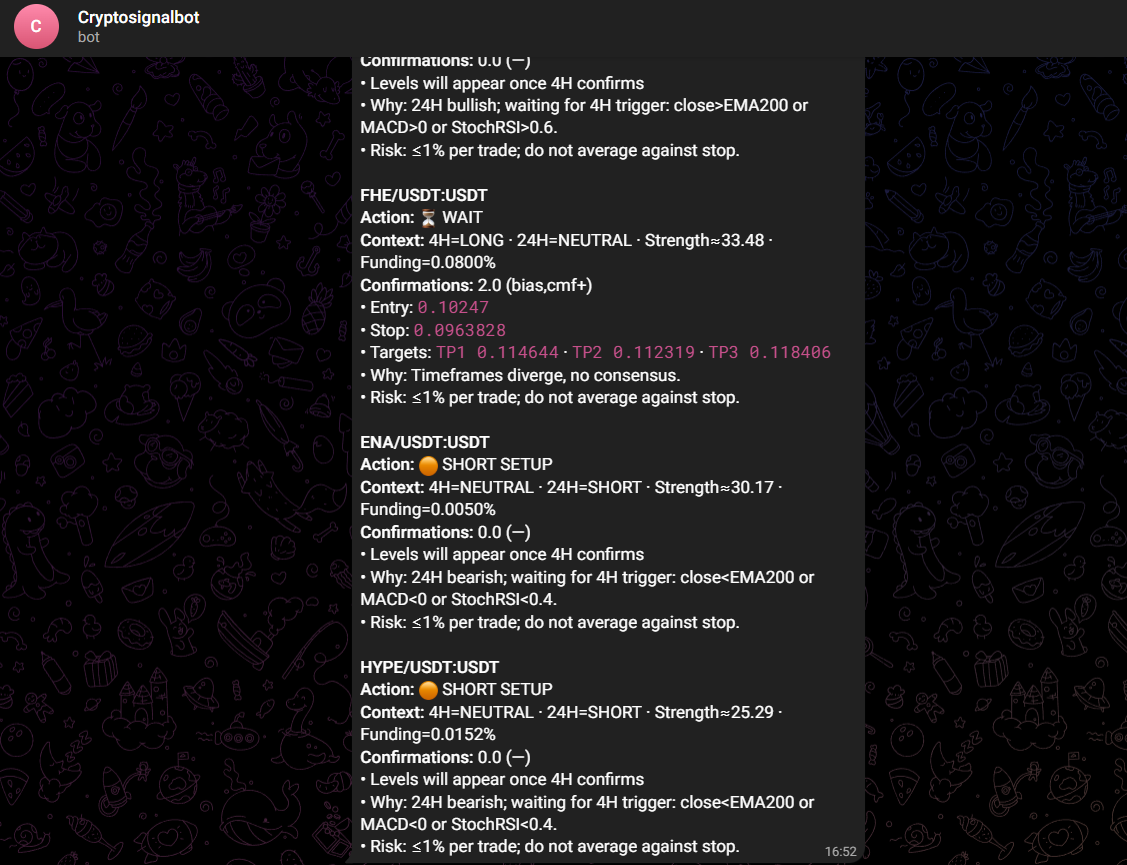 C
Cryptosignalbot
bot
Confirmations: 0.0 (—)
• Levels will appear once 4H confirms
• Why: 24H bullish; waiting for 4H trigger: close>EMA200 or
MACD>0 or StochRSI>0.6.
• Risk: ≤1% per trade; do not average against stop.
FHE/USDT:USDT
Action: ⏳ WAIT
Context: 4H=LONG · 24H=NEUTRAL · Strength≈33.48 ·
Funding=0.0800%
Confirmations: 2.0 (bias,cmf+)
• Entry: 0.10247
• Stop: 0.0963828
• Targets: TP1 0.114644 · TP2 0.112319 · TP3 0.118406
• Why: Timeframes diverge, no consensus.
• Risk: ≤1% per trade; do not average against stop.
ENA/USDT:USDT
Action: 🟠 SHORT SETUP
Context: 4H=NEUTRAL · 24H=SHORT · Strength≈30.17 ·
Funding=0.0050%
Confirmations: 0.0 (—)
• Levels will appear once 4H confirms
• Why: 24H bearish; waiting for 4H trigger: close<EMA200 or
MACD<0 or StochRSI<0.4.
• Risk: ≤1% per trade; do not average against stop.
HYPE/USDT:USDT
Action: 🟠 SHORT SETUP
Context: 4H=NEUTRAL · 24H=SHORT · Strength≈25.29 ·
Funding=0.0152%
Confirmations: 0.0 (—)
• Levels will appear once 4H confirms
• Why: 24H bearish; waiting for 4H trigger: close<EMA200 or
MACD<0 or StochRSI<0.4.
• Risk: ≤1% per trade; do not average against stop.
16:52